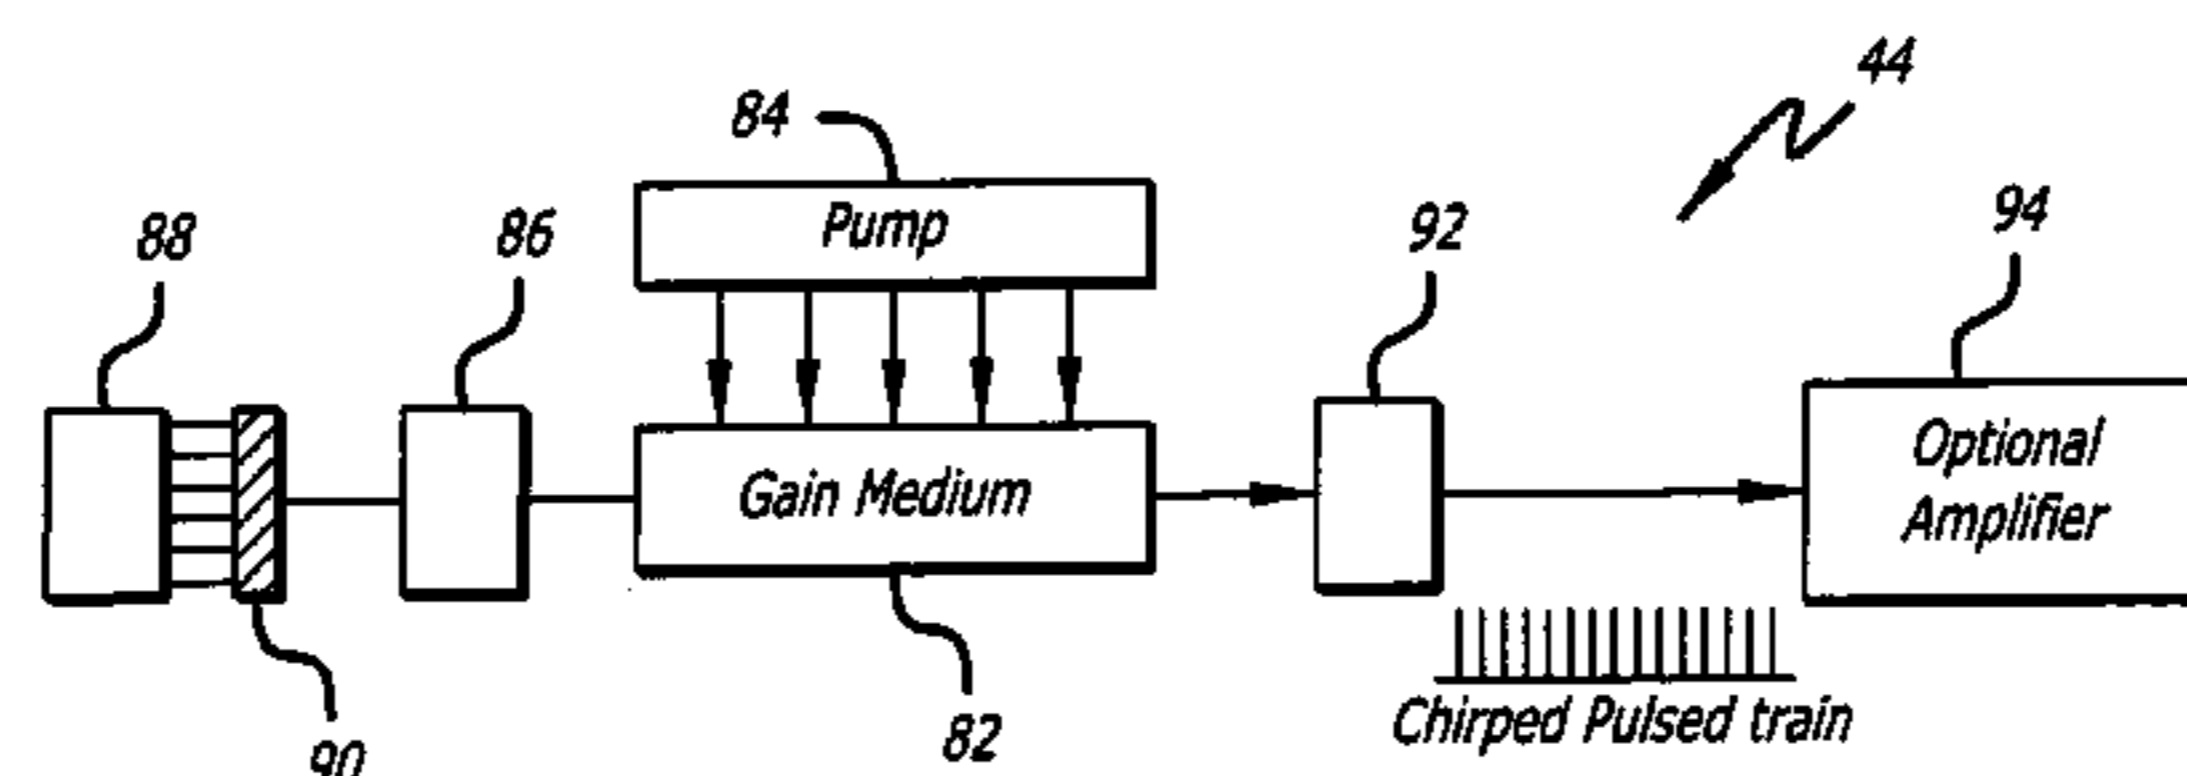 44
84
94
92
88
86
Pump
Optional
Amplifier
Gain Medium
Chirped Pulsed train
82
90